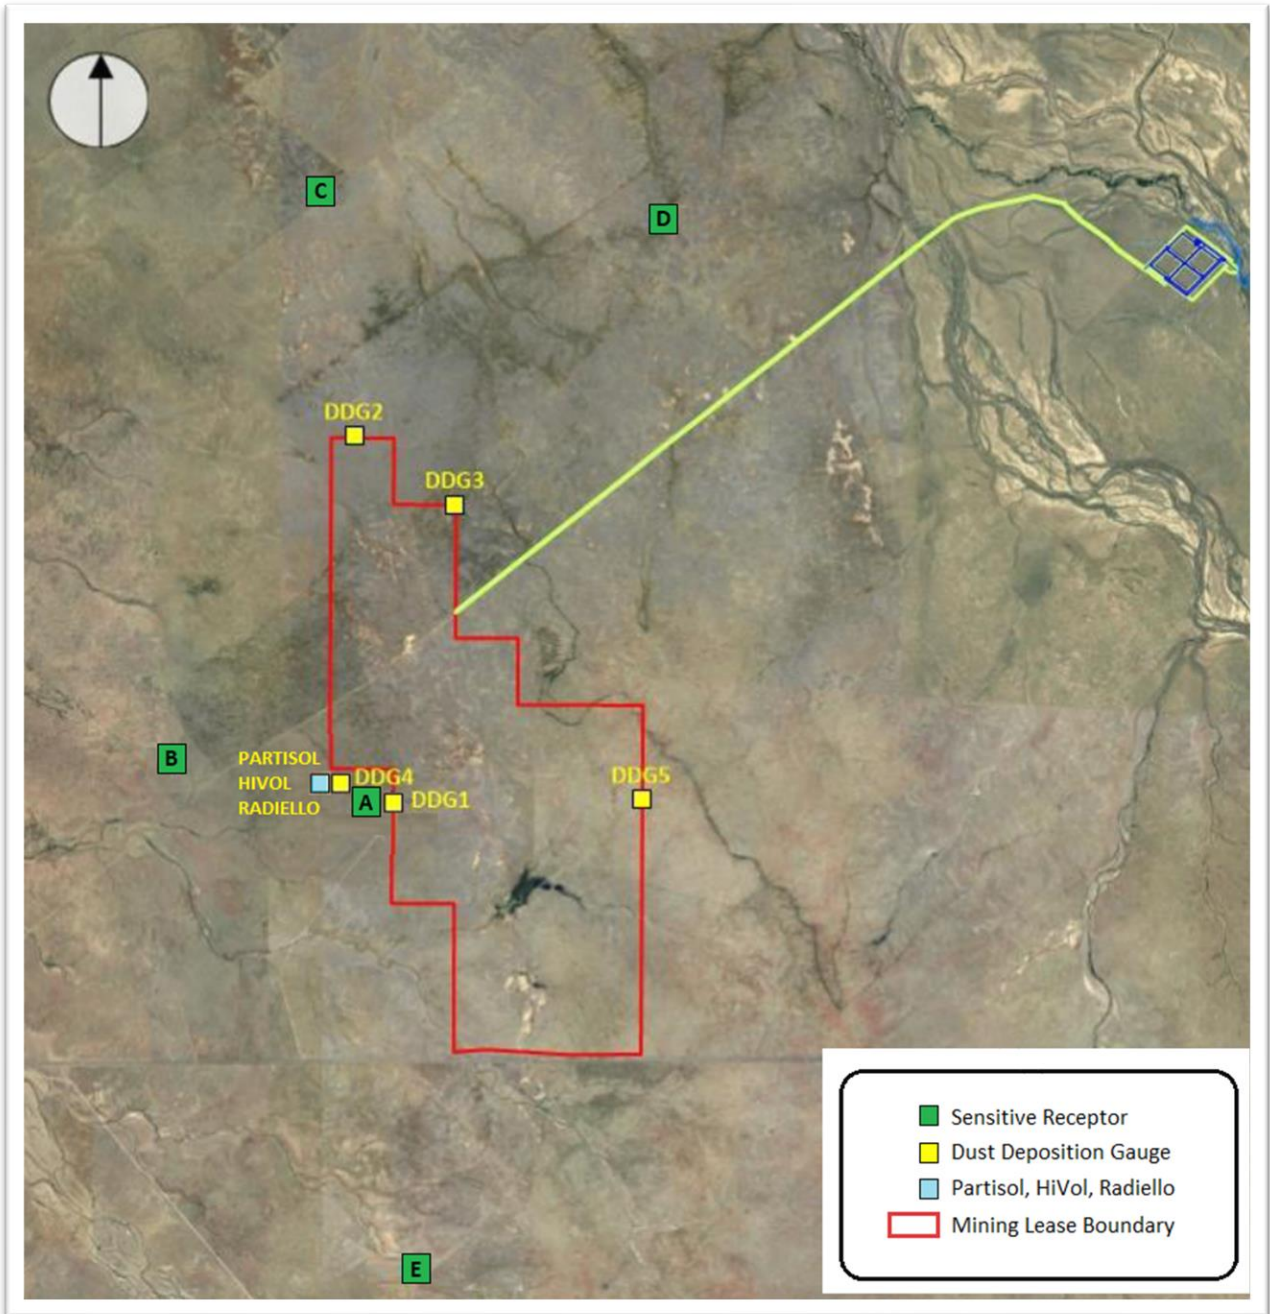 C
D
DDG2
DDG3
B
PARTISOL
HIVOL
RADIELLO
DDG4
A
DDG1
DDG5
E
Sensitive Receptor
Dust Deposition Gauge
Partisol, HiVol, Radiello
Mining Lease Boundary